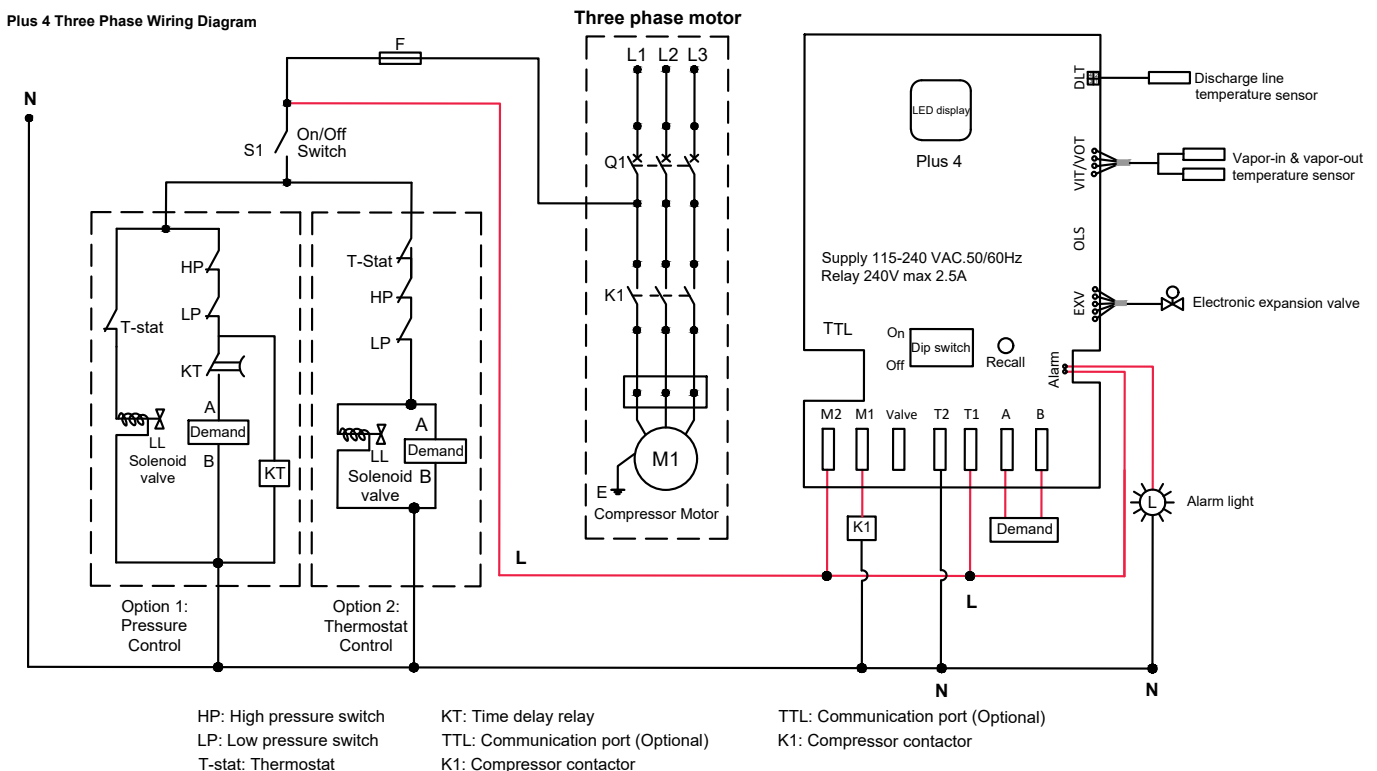 Plus 4 Three Phase Wiring Diagram
Three phase motor
F
L1 L2 L3
N
S1
On/Off
Switch
Q1
K1
HP
LP
T-stat
KT
A
Demand
B
KT
LL
Solenoid
valve
T-Stat
HP
LP
A
Demand
B
LL
Solenoid
valve
Option 1:
Pressure
Control
Option 2:
Thermostat
Control
M1
E
Compressor Motor
L
LED display
Plus 4
Supply 115-240 VAC.50/60Hz
Relay 240V max 2.5A
TTL
On
Off
Dip switch
Recall
DLT
VIT/VOT
OLS
EXV
Alarm
Discharge line
temperature sensor
Vapor-in & vapor-out
temperature sensor
Electronic expansion valve
M2 M1 Valve T2 T1 A B
K1
Demand
L
Alarm light
L
N
N
HP: High pressure switch
LP: Low pressure switch
T-stat: Thermostat
KT: Time delay relay
TTL: Communication port (Optional)
K1: Compressor contactor
TTL: Communication port (Optional)
K1: Compressor contactor